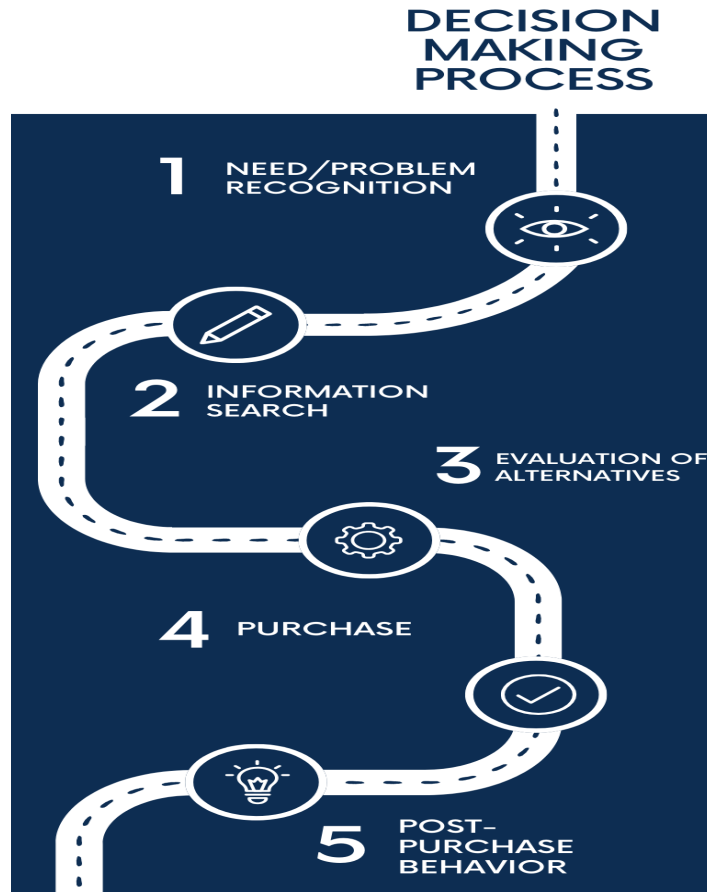 DECISION
MAKING
PROCESS
1 NEED/PROBLEM
RECOGNITION
2 INFORMATION
SEARCH
3 EVALUATION OF
ALTERNATIVES
4 PURCHASE
5 POST-
PURCHASE
BEHAVIOR